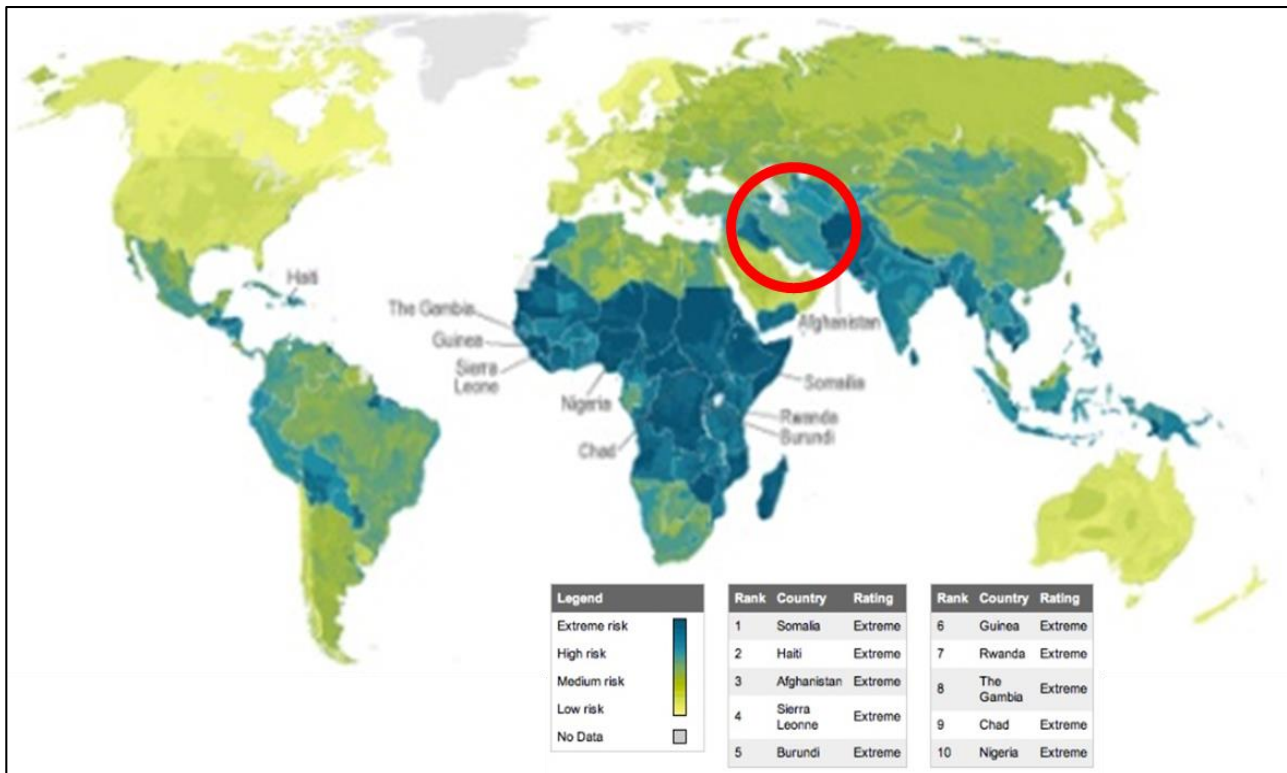 Haiti
The Gambia
Guinea
Sierra
Leone
Nigeria
Chad
Afghanistan
Somailia
Rwanda
Burundi
Legend
Extreme risk
High risk
Medium risk
Low risk
No Data
Rank Country Rating
1 Somalia Extreme
2 Haiti Extreme
3 Afghanistan Extreme
4 Sierra Leonne Extreme
5 Burundi Extreme
Rank Country Rating
6 Guinea Extreme
7 Rwanda Extreme
8 The Gambia Extreme
9 Chad Extreme
10 Nigeria Extreme